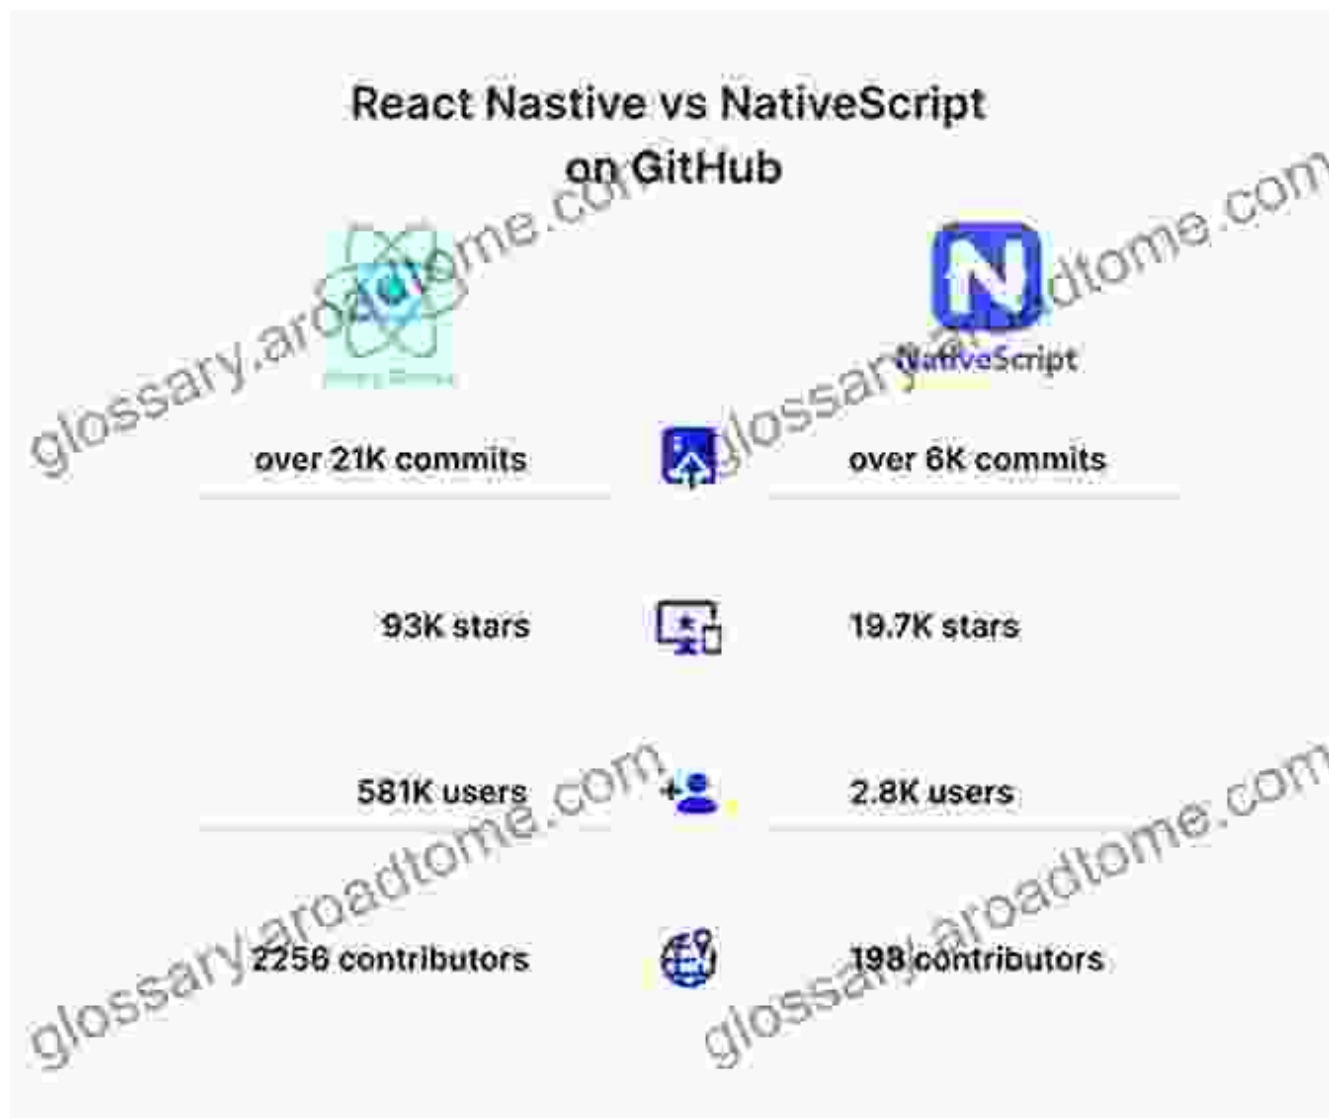 React Nastive vs NativeScript
on GitHub
NativeScript
over 21K commits
over 6K commits
93K stars
19.7K stars
581K users
2.8K users
2256 contributors
198 contributors
glossary.aroadtome.com
glossary.aroadtome.com
glossary.aroadtome.com
glossary.aroadtome.com